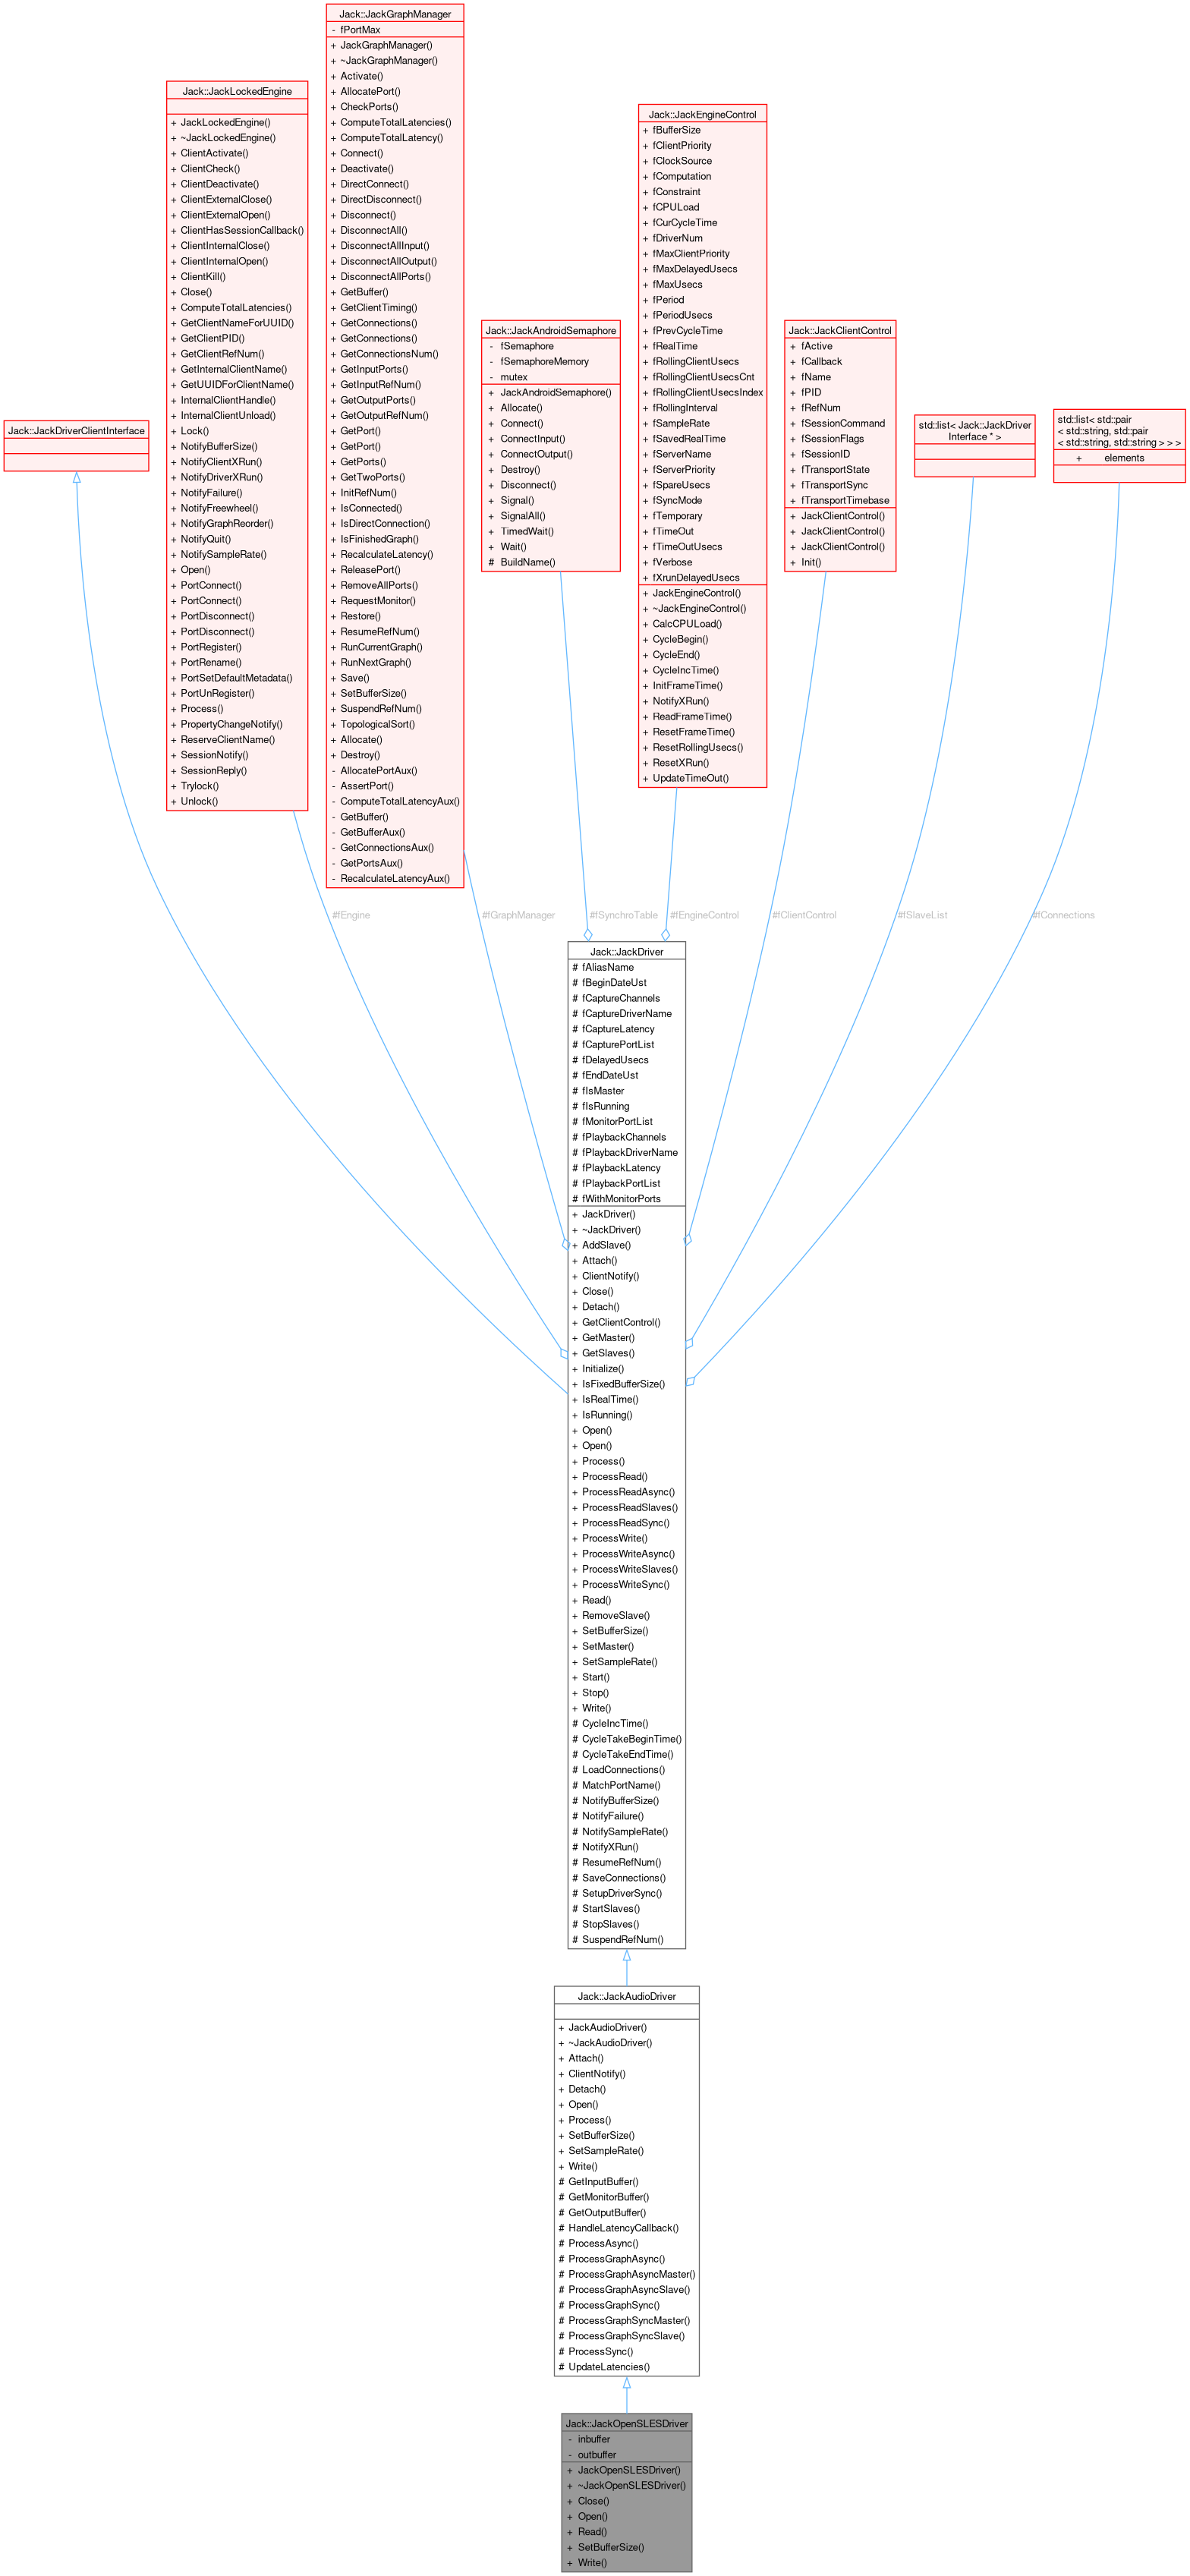 Jack::JackGraphManager
- fPortMax
+ JackGraphManager()
+ ~JackGraphManager()
+ Activate()
+ AllocatePort()
+ CheckPorts()
+ ComputeTotalLatencies()
+ ComputeTotalLatency()
+ Connect()
+ Deactivate()
+ DirectConnect()
+ DirectDisconnect()
+ Disconnect()
+ DisconnectAll()
+ DisconnectAllInput()
+ DisconnectAllOutput()
+ DisconnectAllPorts()
+ GetBuffer()
+ GetClientTiming()
+ GetConnections()
+ GetConnections()
+ GetConnectionsNum()
+ GetInputPorts()
+ GetInputRefNum()
+ GetOutputPorts()
+ GetOutputRefNum()
+ GetPort()
+ GetPort()
+ GetPorts()
+ GetTwoPorts()
+ InitRefNum()
+ IsConnected()
+ IsDirectConnection()
+ IsFinishedGraph()
+ RecalculateLatency()
+ ReleasePort()
+ RemoveAllPorts()
+ RequestMonitor()
+ Restore()
+ ResumeRefNum()
+ RunCurrentGraph()
+ RunNextGraph()
+ Save()
+ SetBufferSize()
+ SuspendRefNum()
+ TopologicalSort()
+ Allocate()
+ Destroy()
- AllocatePortAux()
- AssertPort()
- ComputeTotalLatencyAux()
- GetBuffer()
- GetBufferAux()
- GetConnectionsAux()
- GetPortsAux()
- RecalculateLatencyAux()
Jack::JackLockedEngine
+ JackLockedEngine()
+ ~JackLockedEngine()
+ ClientActivate()
+ ClientCheck()
+ ClientDeactivate()
+ ClientExternalClose()
+ ClientExternalOpen()
+ ClientHasSessionCallback()
+ ClientInternalClose()
+ ClientInternalOpen()
+ ClientKill()
+ Close()
+ ComputeTotalLatencies()
+ GetClientNameForUUID()
+ GetClientPID()
+ GetClientRefNum()
+ GetInternalClientName()
+ GetUUIDForClientName()
+ InternalClientHandle()
+ InternalClientUnload()
+ Lock()
+ NotifyBufferSize()
+ NotifyClientXRun()
+ NotifyDriverXRun()
+ NotifyFailure()
+ NotifyFreewheel()
+ NotifyGraphReorder()
+ NotifyQuit()
+ NotifySampleRate()
+ Open()
+ PortConnect()
+ PortConnect()
+ PortDisconnect()
+ PortDisconnect()
+ PortRegister()
+ PortRename()
+ PortSetDefaultMetadata()
+ PortUnRegister()
+ Process()
+ PropertyChangeNotify()
+ ReserveClientName()
+ SessionNotify()
+ SessionReply()
+ Trylock()
+ Unlock()
Jack::JackEngineControl
+ fBufferSize
+ fClientPriority
+ fClockSource
+ fComputation
+ fConstraint
+ fCPULoad
+ fCurCycleTime
+ fDriverNum
+ fMaxClientPriority
+ fMaxDelayedUsecs
+ fMaxUsecs
+ fPeriod
+ fPeriodUsecs
+ fPrevCycleTime
+ fRealTime
+ fRollingClientUsecs
+ fRollingClientUsecsCnt
+ fRollingClientUsecsIndex
+ fRollingInterval
+ fSampleRate
+ fSavedRealTime
+ fServerName
+ fServerPriority
+ fSpareUsecs
+ fSyncMode
+ fTemporary
+ fTimeOut
+ fTimeOutUsecs
+ fVerbose
+ fXrunDelayedUsecs
+ JackEngineControl()
+ ~JackEngineControl()
+ CalcCPULoad()
+ CycleBegin()
+ CycleEnd()
+ CycleIncTime()
+ InitFrameTime()
+ NotifyXRun()
+ ReadFrameTime()
+ ResetFrameTime()
+ ResetRollingUsecs()
+ ResetXRun()
+ UpdateTimeOut()
Jack::JackAndroidSemaphore
- fSemaphore
- fSemaphoreMemory
- mutex
+ JackAndroidSemaphore()
+ Allocate()
+ Connect()
+ ConnectInput()
+ ConnectOutput()
+ Destroy()
+ Disconnect()
+ Signal()
+ SignalAll()
+ TimedWait()
+ Wait()
# BuildName()
Jack::JackClientControl
+ fActive
+ fCallback
+ fName
+ fPID
+ fRefNum
+ fSessionCommand
+ fSessionFlags
+ fSessionID
+ fTransportState
+ fTransportSync
+ fTransportTimebase
+ JackClientControl()
+ JackClientControl()
+ JackClientControl()
+ Init()
Jack::JackDriverClientInterface
std::list< Jack::JackDriver
Interface * >
std::list< std::pair
< std::string, std::pair
< std::string, std::string > > >
+ elements
#fEngine
#fGraphManager
#fSynchroTable
#fEngineControl
#fClientControl
#fSlaveList
#fConnections
Jack::JackDriver
# fAliasName
# fBeginDateUst
# fCaptureChannels
# fCaptureDriverName
# fCaptureLatency
# fCapturePortList
# fDelayedUsecs
# fEndDateUst
# fIsMaster
# fIsRunning
# fMonitorPortList
# fPlaybackChannels
# fPlaybackDriverName
# fPlaybackLatency
# fPlaybackPortList
# fWithMonitorPorts
+ JackDriver()
+ ~JackDriver()
+ AddSlave()
+ Attach()
+ ClientNotify()
+ Close()
+ Detach()
+ GetClientControl()
+ GetMaster()
+ GetSlaves()
+ Initialize()
+ IsFixedBufferSize()
+ IsRealTime()
+ IsRunning()
+ Open()
+ Open()
+ Process()
+ ProcessRead()
+ ProcessReadAsync()
+ ProcessReadSlaves()
+ ProcessReadSync()
+ ProcessWrite()
+ ProcessWriteAsync()
+ ProcessWriteSlaves()
+ ProcessWriteSync()
+ Read()
+ RemoveSlave()
+ SetBufferSize()
+ SetMaster()
+ SetSampleRate()
+ Start()
+ Stop()
+ Write()
# CycleIncTime()
# CycleTakeBeginTime()
# CycleTakeEndTime()
# LoadConnections()
# MatchPortName()
# NotifyBufferSize()
# NotifyFailure()
# NotifySampleRate()
# NotifyXRun()
# ResumeRefNum()
# SaveConnections()
# SetupDriverSync()
# StartSlaves()
# StopSlaves()
# SuspendRefNum()
Jack::JackAudioDriver
+ JackAudioDriver()
+ ~JackAudioDriver()
+ Attach()
+ ClientNotify()
+ Detach()
+ Open()
+ Process()
+ SetBufferSize()
+ SetSampleRate()
+ Write()
# GetInputBuffer()
# GetMonitorBuffer()
# GetOutputBuffer()
# HandleLatencyCallback()
# ProcessAsync()
# ProcessGraphAsync()
# ProcessGraphAsyncMaster()
# ProcessGraphAsyncSlave()
# ProcessGraphSync()
# ProcessGraphSyncMaster()
# ProcessGraphSyncSlave()
# ProcessSync()
# UpdateLatencies()
Jack::JackOpenSLESDriver
- inbuffer
- outbuffer
+ JackOpenSLESDriver()
+ ~JackOpenSLESDriver()
+ Close()
+ Open()
+ Read()
+ SetBufferSize()
+ Write()